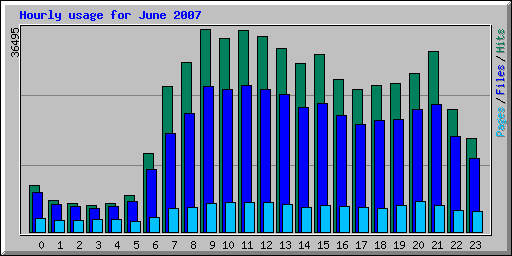 Hourly usage for June 2007
36495
Pages / Files / Hits
0 1 2 3 4 5 6 7 8 9 10 11 12 13 14 15 16 17 18 19 20 21 22 23